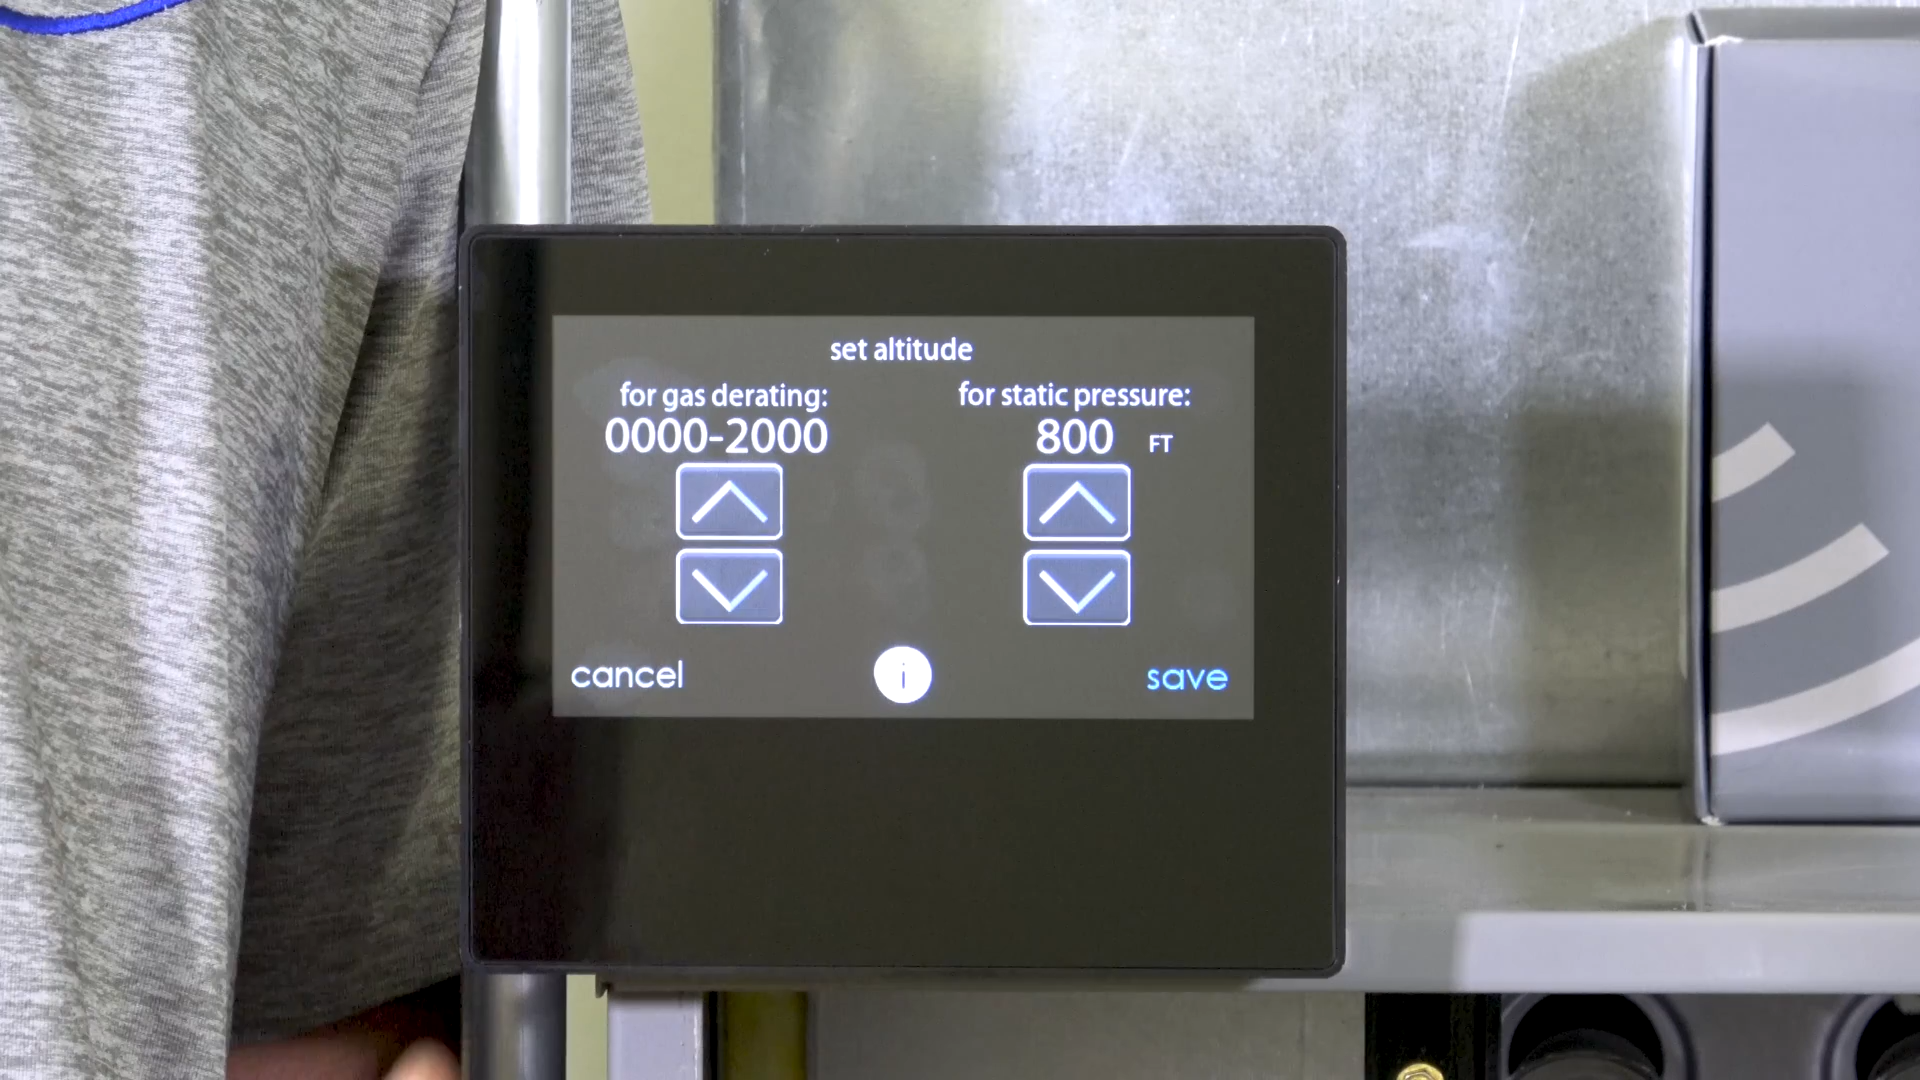 set altitude
for gas derating:
0000-2000
for static pressure:
800 FT
cancel
i
save